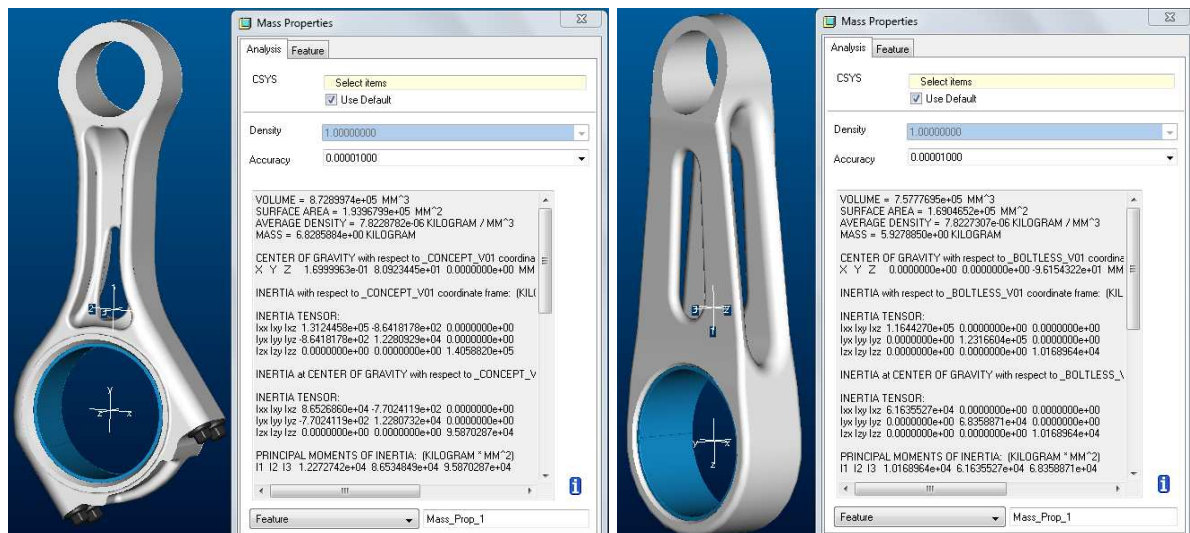 Mass Properties
Analysis Feature
CSYS
Select items
Use Default
Density
1.00000000
Accuracy
0.00001000
VOLUME = 8.7289974e+05 MM^3
SURFACE AREA = 1.9396799e+05 MM^2
AVERAGE DENSITY = 7.8228782e-06 KILOGRAM / MM^3
MASS = 6.8285884e+00 KILOGRAM
CENTER OF GRAVITY with respect to _CONCEPT_V01 coordina
X Y Z 1.6999963e-01 8.0923445e+01 0.0000000e+00 MM
INERTIA with respect to _CONCEPT_V01 coordinate frame: (KIL(
INERTIA TENSOR:
Ixx Ixy Ixz 1.3124458e+05 -8.6418178e+02 0.0000000e+00
Iyx Iyy Iyz -8.6418178e+02 1.2280929e+04 0.0000000e+00
Izx Izy Izz 0.0000000e+00 0.0000000e+00 1.4058820e+05
INERTIA at CENTER OF GRAVITY with respect to _CONCEPT_V
INERTIA TENSOR:
Ixx Ixy Ixz 8.6526860e+04 -7.7024119e+02 0.0000000e+00
Iyx Iyy Iyz -7.7024119e+02 1.2280732e+04 0.0000000e+00
Izx Izy Izz 0.0000000e+00 0.0000000e+00 9.5870287e+04
PRINCIPAL MOMENTS OF INERTIA: (KILOGRAM * MM^2)
I1 I2 I3 1.2272742e+04 8.6534849e+04 9.5870287e+04
Feature
Mass_Prop_1
Mass Properties
Analysis Feature
CSYS
Select items
Use Default
Density
1.00000000
Accuracy
0.00001000
VOLUME = 7.5777695e+05 MM^3
SURFACE AREA = 1.6904652e+05 MM^2
AVERAGE DENSITY = 7.8227307e-06 KILOGRAM / MM^3
MASS = 5.9278850e+00 KILOGRAM
CENTER OF GRAVITY with respect to _BOLTLESS_V01 coordina
X Y Z 0.0000000e+00 0.0000000e+00 -9.6154322e+01 MM
INERTIA with respect to _BOLTLESS_V01 coordinate frame: (KIL
INERTIA TENSOR:
Ixx Ixy Ixz 1.1644270e+05 0.0000000e+00 0.0000000e+00
Iyx Iyy Iyz 0.0000000e+00 1.2316604e+05 0.0000000e+00
Izx Izy Izz 0.0000000e+00 0.0000000e+00 1.0168964e+04
INERTIA at CENTER OF GRAVITY with respect to _BOLTLESS_\
INERTIA TENSOR:
Ixx Ixy Ixz 6.1635527e+04 0.0000000e+00 0.0000000e+00
Iyx Iyy Iyz 0.0000000e+00 6.8358871e+04 0.0000000e+00
Izx Izy Izz 0.0000000e+00 0.0000000e+00 1.0168964e+04
PRINCIPAL MOMENTS OF INERTIA: (KILOGRAM * MM^2)
I1 I2 I3 1.0168964e+04 6.1635527e+04 6.8358871e+04
Feature
Mass_Prop_1